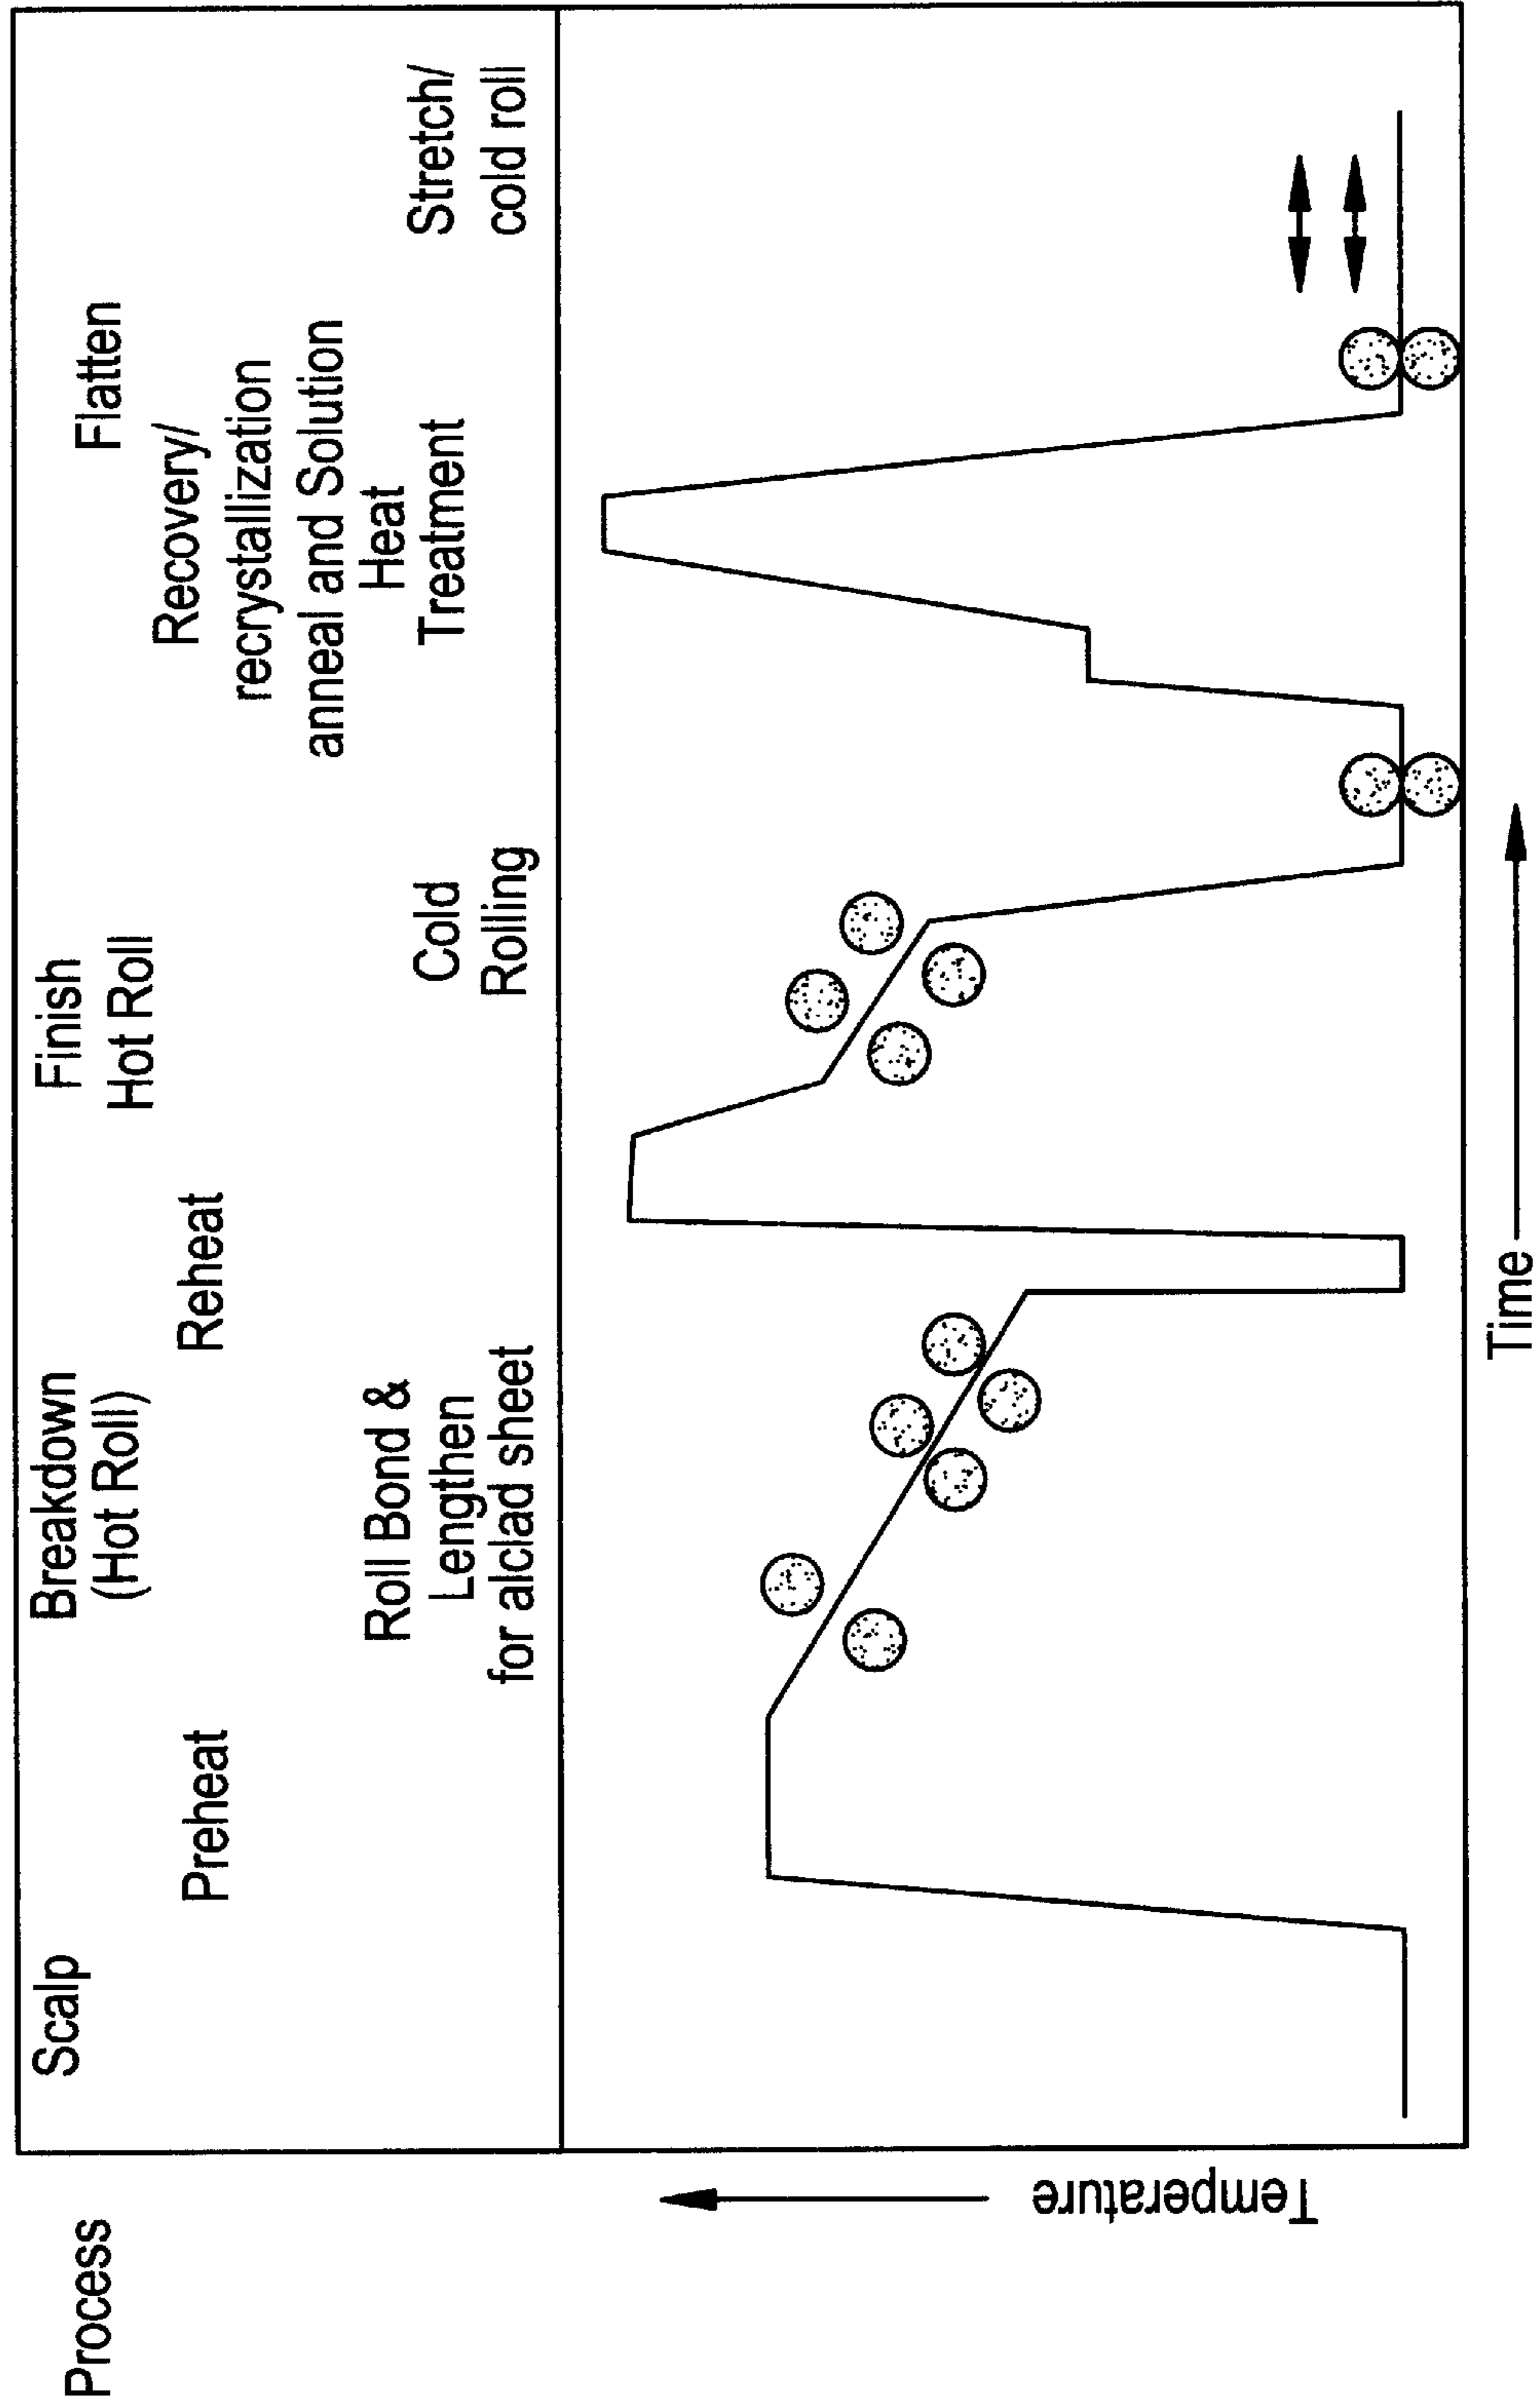 Process
Scalp
Preheat
Breakdown
(Hot Roll)
Roll Bond &
Lengthen
for alclad sheet
Reheat
Finish
Hot Roll
Cold
Rolling
Recovery/
recrystallization
anneal and Solution
Heat
Treatment
Flatten
Stretch/
cold roll
Temperature
Time